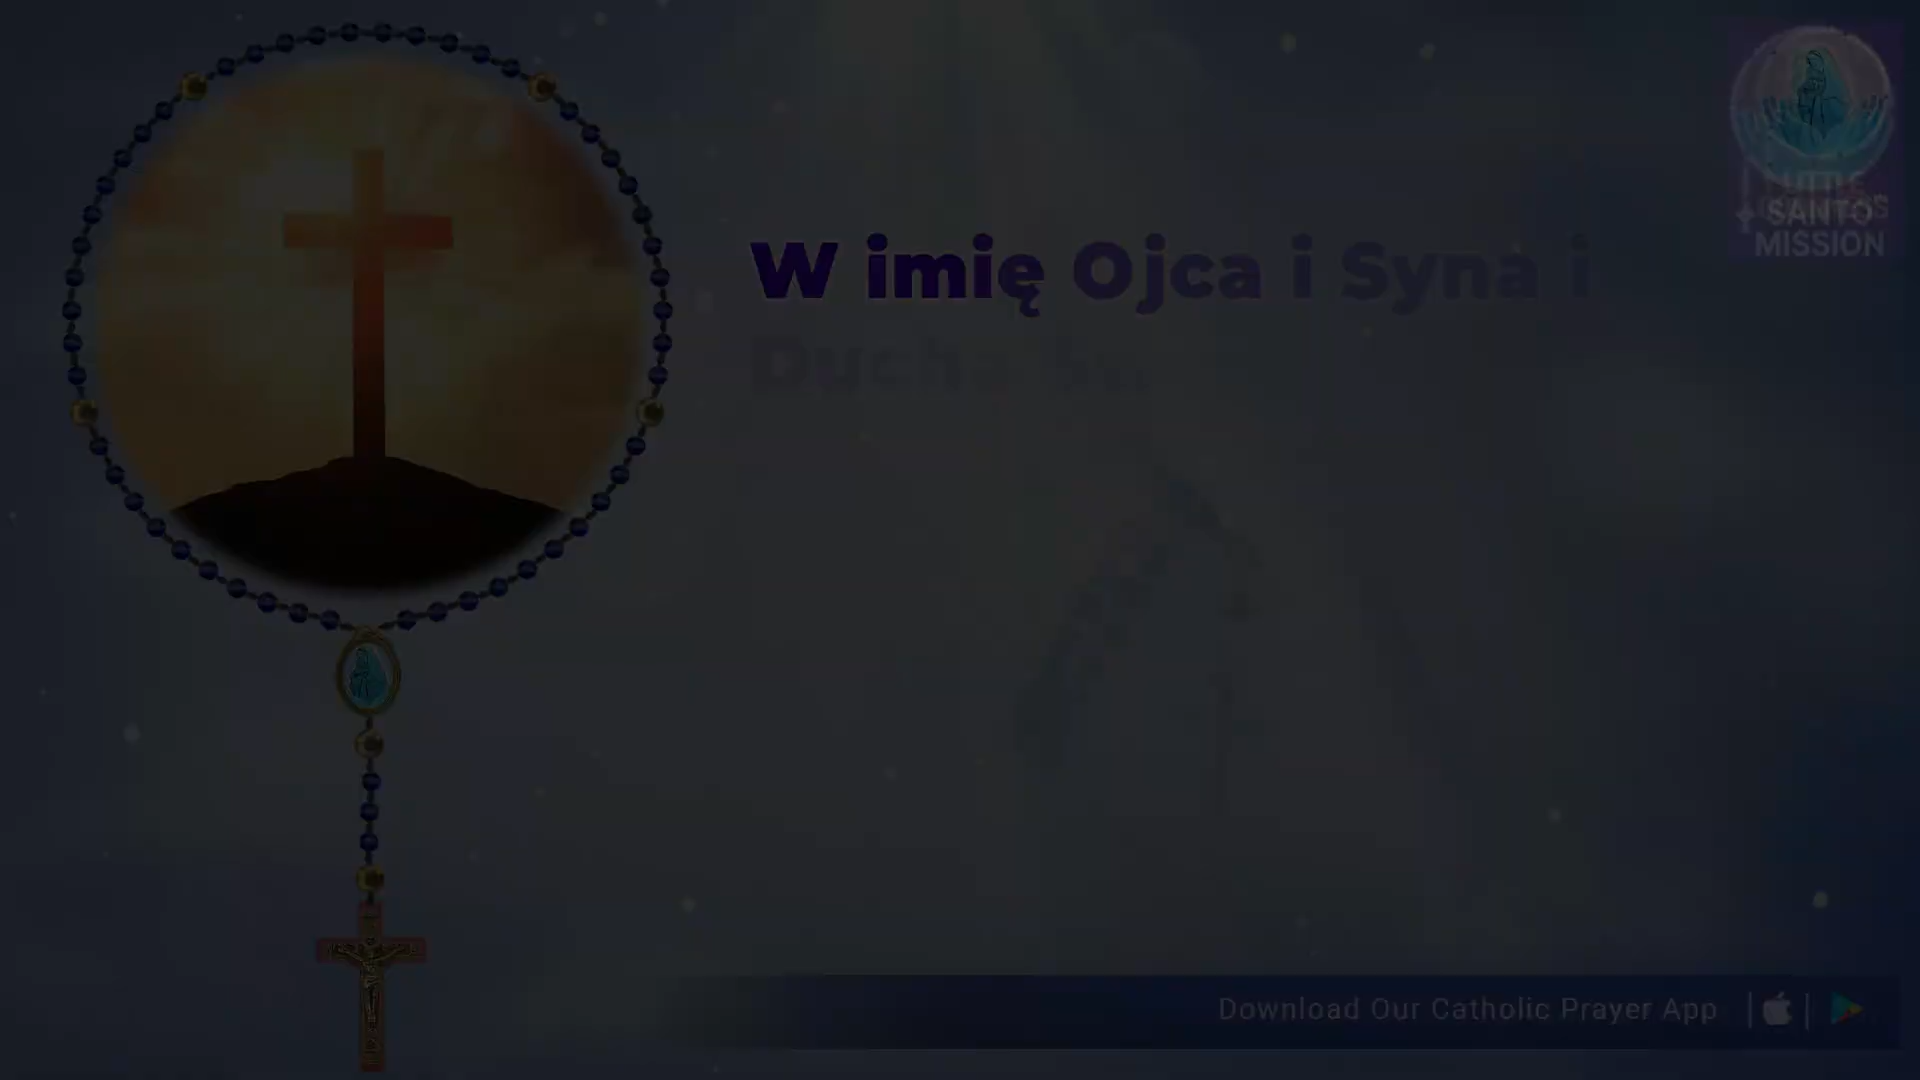 W imię Ojca i Syna i
SANTO
MISSION
Download Our Catholic Prayer App